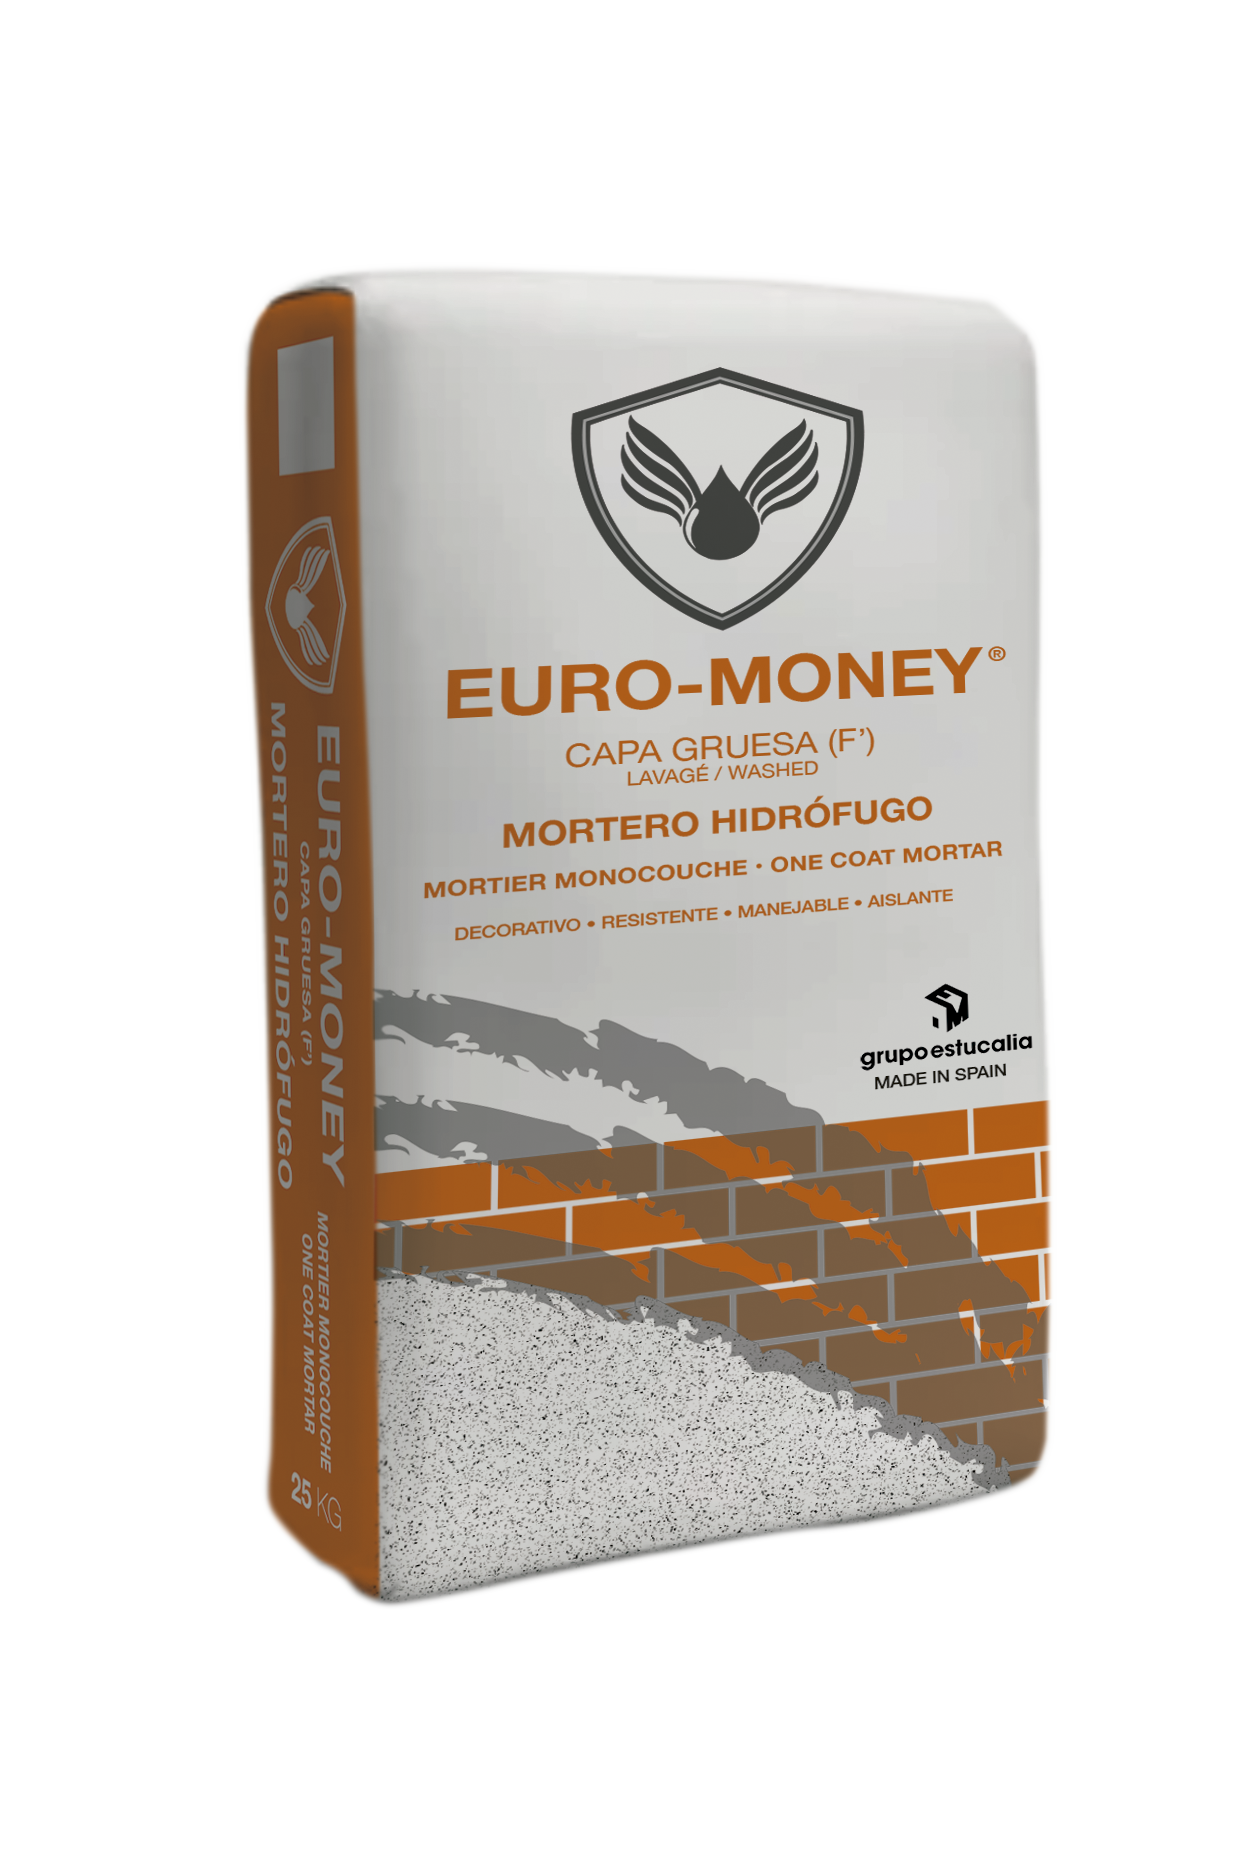 EURO-MONEY®
CAPA GRUESA (F’)
LAVAGÉ / WASHED
MORTERO HIDRÓFUGO
MORTIER MONOCOUCHE · ONE COAT MORTAR
DECORATIVO • RESISTENTE • MANEJABLE • AISLANTE
grupoestucalia
MADE IN SPAIN
EURO-MONEY
CAPA GRUESA (F’)
MORTERO HIDRÓFUGO
MORTIER MONOCOUCHE
ONE COAT MORTAR
25 KG